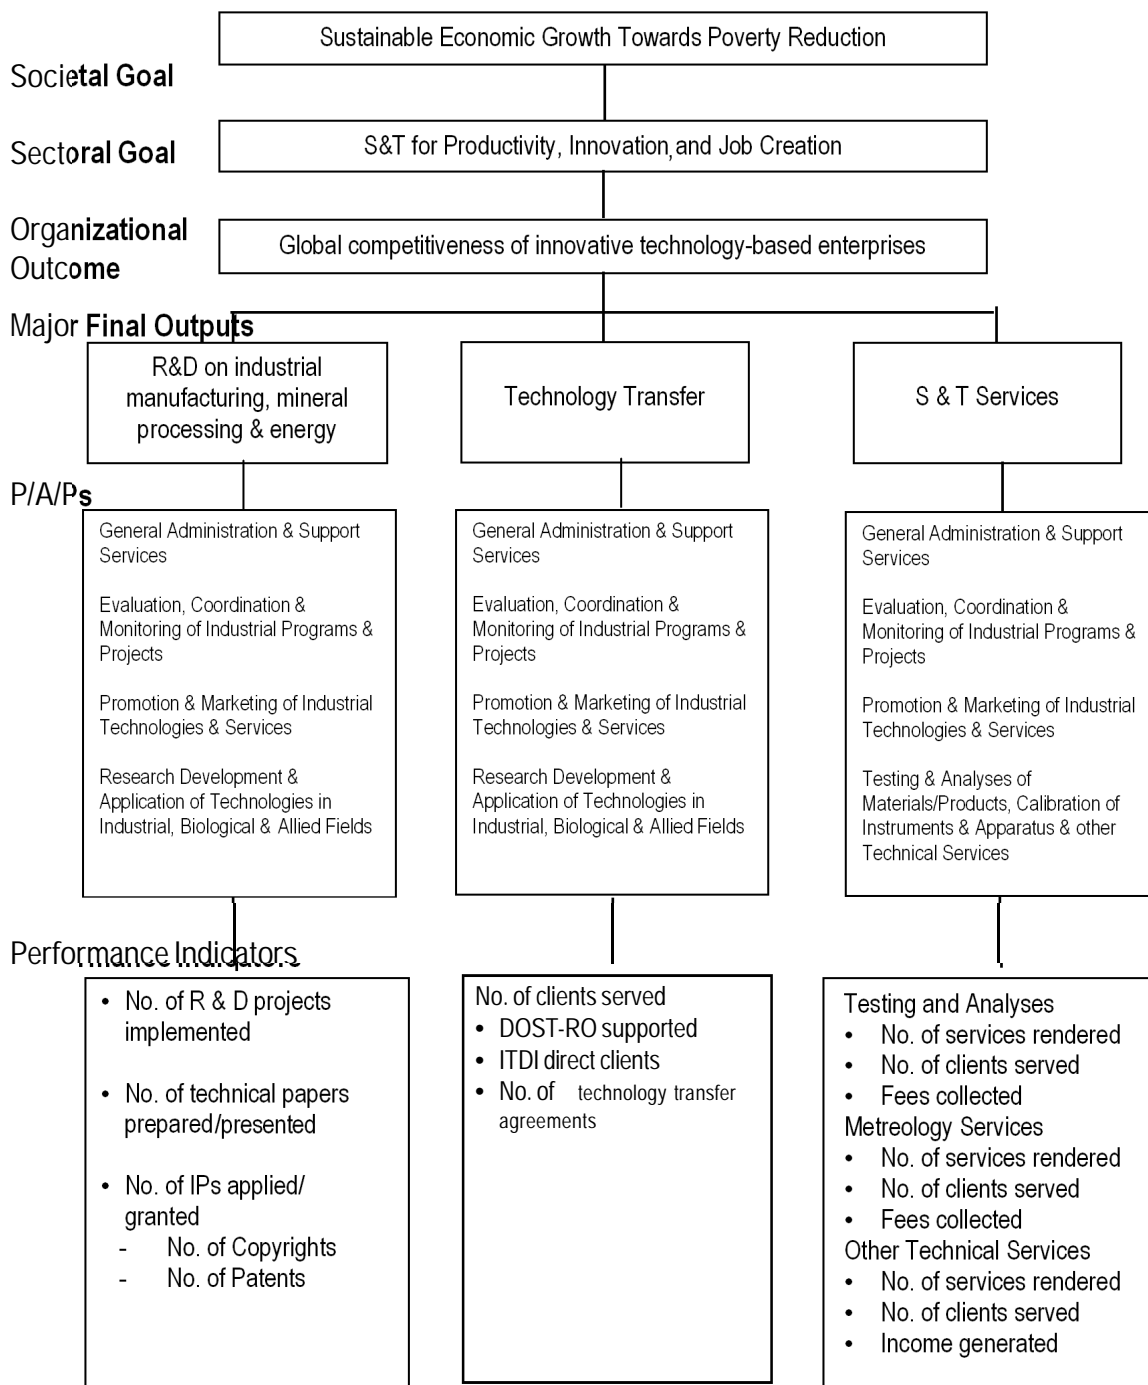 Sustainable Economic Growth Towards Poverty Reduction
Societal Goal
Sectoral Goal
S&T for Productivity, Innovation, and Job Creation
Organizational
Outcome
Global competitiveness of innovative technology-based enterprises
Major Final Outputs
R&D on industrial
manufacturing, mineral
processing & energy
Technology Transfer
S & T Services
P/A/Ps
General Administration & Support
Services
Evaluation, Coordination &
Monitoring of Industrial Programs &
Projects
Promotion & Marketing of Industrial
Technologies & Services
Research Development &
Application of Technologies in
Industrial, Biological & Allied Fields
General Administration & Support
Services
Evaluation, Coordination &
Monitoring of Industrial Programs &
Projects
Promotion & Marketing of Industrial
Technologies & Services
Research Development &
Application of Technologies in
Industrial, Biological & Allied Fields
General Administration & Support
Services
Evaluation, Coordination &
Monitoring of Industrial Programs &
Projects
Promotion & Marketing of Industrial
Technologies & Services
Testing & Analyses of
Materials/Products, Calibration of
Instruments & Apparatus & other
Technical Services
Performance Indicators
• No. of R & D projects
implemented
• No. of technical papers
prepared/presented
• No. of IPs applied/
granted
- No. of Copyrights
- No. of Patents
No. of clients served
• DOST-RO supported
• ITDI direct clients
• No. of technology transfer
agreements
Testing and Analyses
• No. of services rendered
• No. of clients served
• Fees collected
Metreology Services
• No. of services rendered
• No. of clients served
• Fees collected
Other Technical Services
• No. of services rendered
• No. of clients served
• Income generated